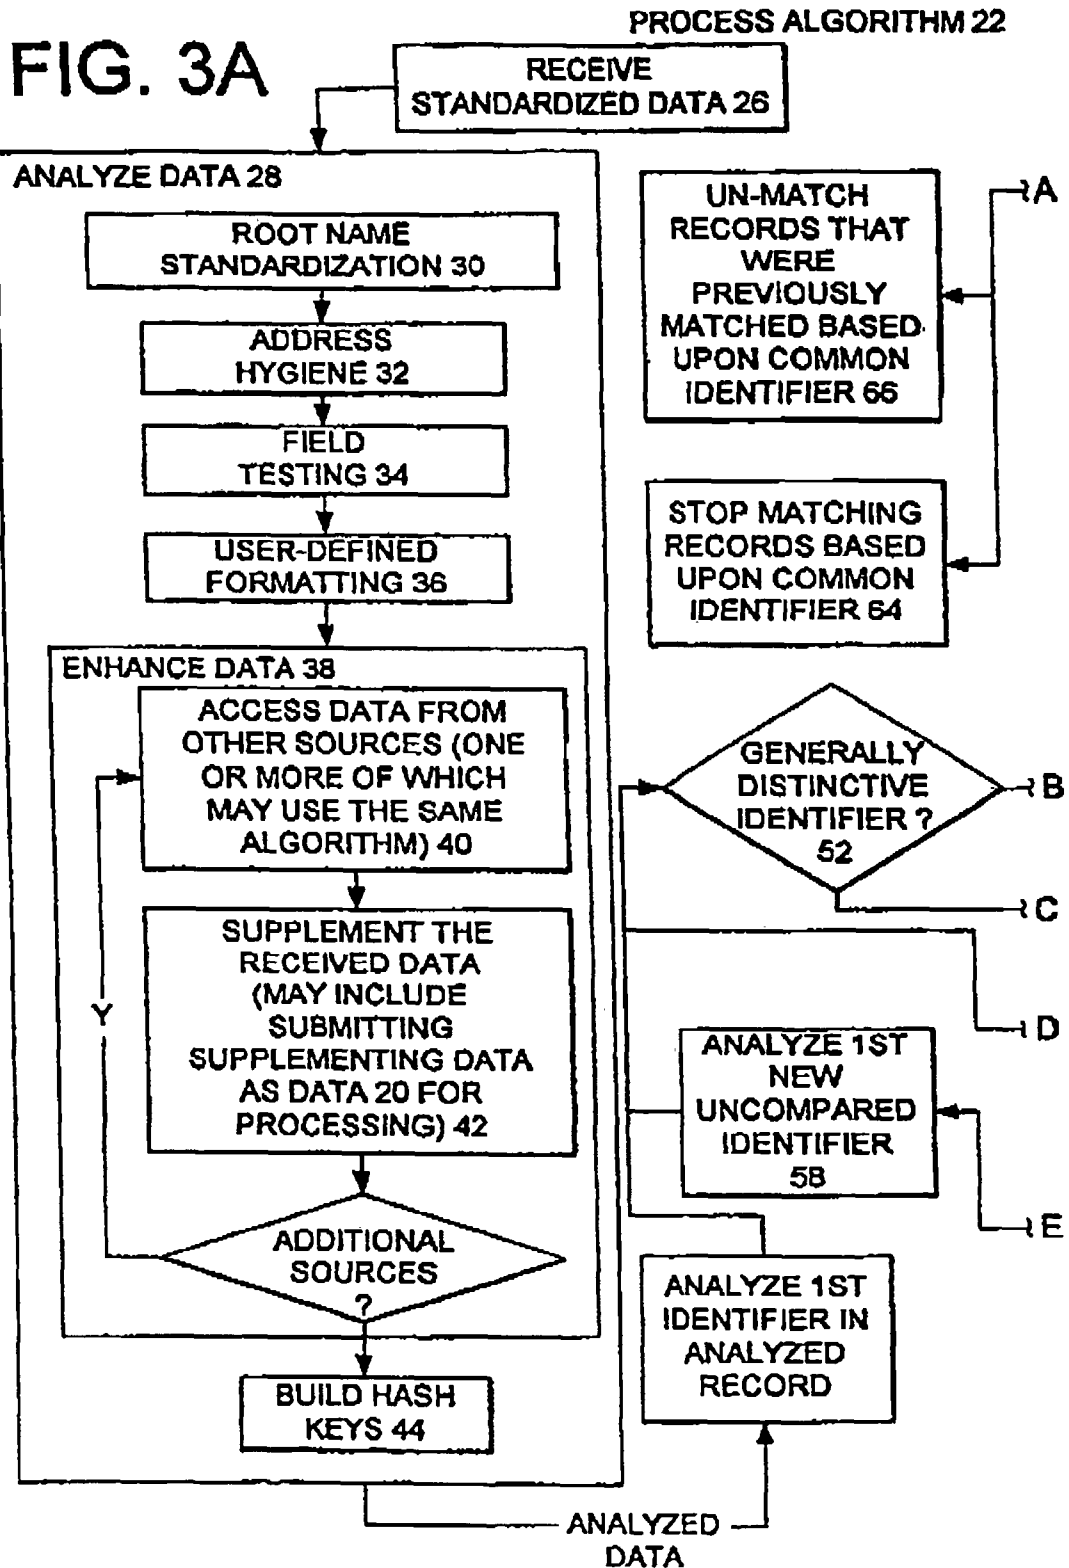 PROCESS ALGORITHM 22
FIG. 3A
RECEIVE
STANDARDIZED DATA 26
ANALYZE DATA 28
ROOT NAME
STANDARDIZATION 30
ADDRESS
HYGIENE 32
FIELD
TESTING 34
USER-DEFINED
FORMATTING 36
ENHANCE DATA 38
ACCESS DATA FROM
OTHER SOURCES (ONE
OR MORE OF WHICH
MAY USE THE SAME
ALGORITHM) 40
SUPPLEMENT THE
RECEIVED DATA
(MAY INCLUDE
SUBMITTING
SUPPLEMENTING DATA
AS DATA 20 FOR
PROCESSING) 42
Y
ADDITIONAL
SOURCES
?
BUILD HASH
KEYS 44
ANALYZED
DATA
UN-MATCH
RECORDS THAT
WERE
PREVIOUSLY
MATCHED BASED
UPON COMMON
IDENTIFIER 66
A
STOP MATCHING
RECORDS BASED
UPON COMMON
IDENTIFIER 64
GENERALLY
DISTINCTIVE
IDENTIFIER ?
52
B
C
D
ANALYZE 1ST
NEW
UNCOMPARED
IDENTIFIER
58
E
ANALYZE 1ST
IDENTIFIER IN
ANALYZED
RECORD